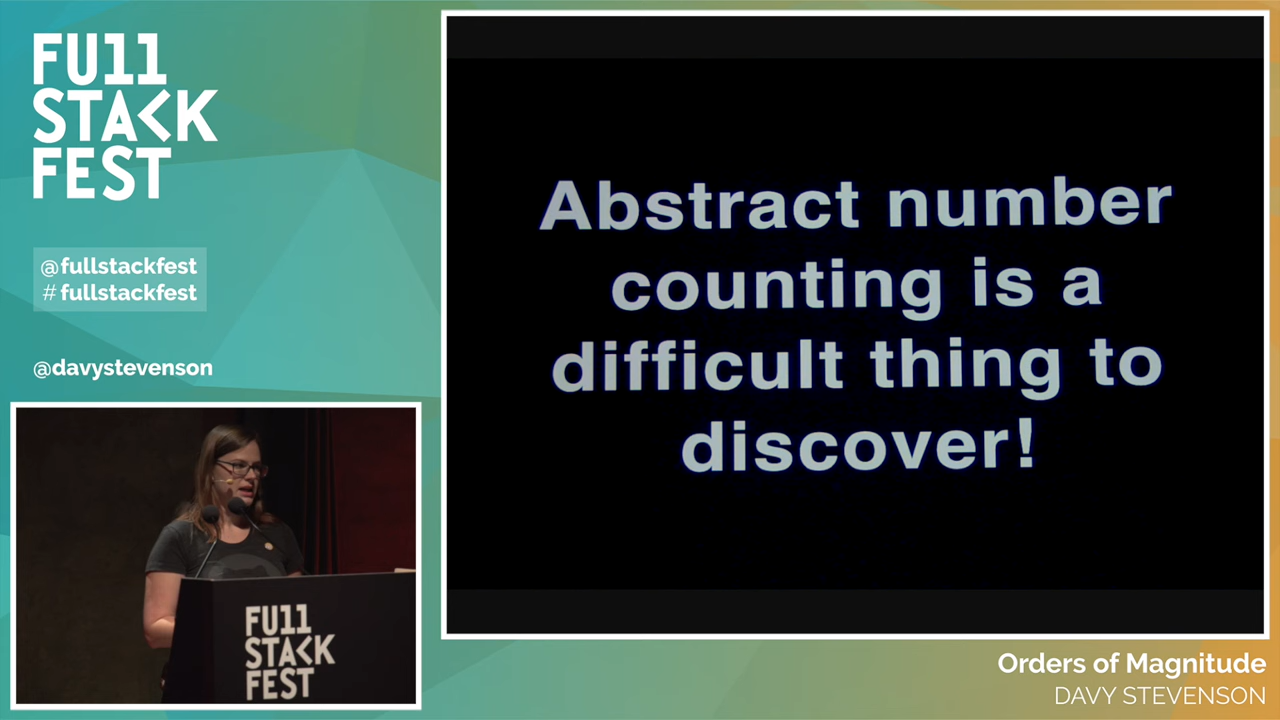 FULL
STACK
FEST
@fullstackfest
# fullstackfest
@davystevenson
Abstract number
counting is a
difficult thing to
discover!
FULL
STACK
FEST
Orders of Magnitude
DAVY STEVENSON